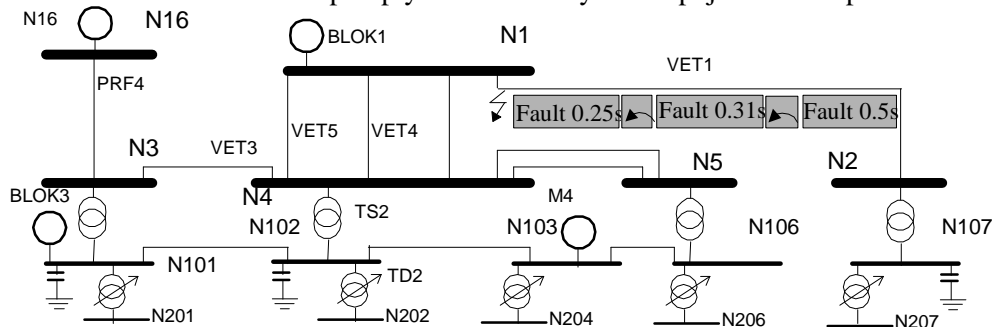 N16
N16
BLOK1
N1
VET1
PRF4
Fault 0.25s
Fault 0.31s
Fault 0.5s
VET5
VET4
N3
VET3
N5
N2
BLOK3
N4
M4
TS2
N102
N103
N106
N107
N101
TD2
N201
N202
N204
N206
N207